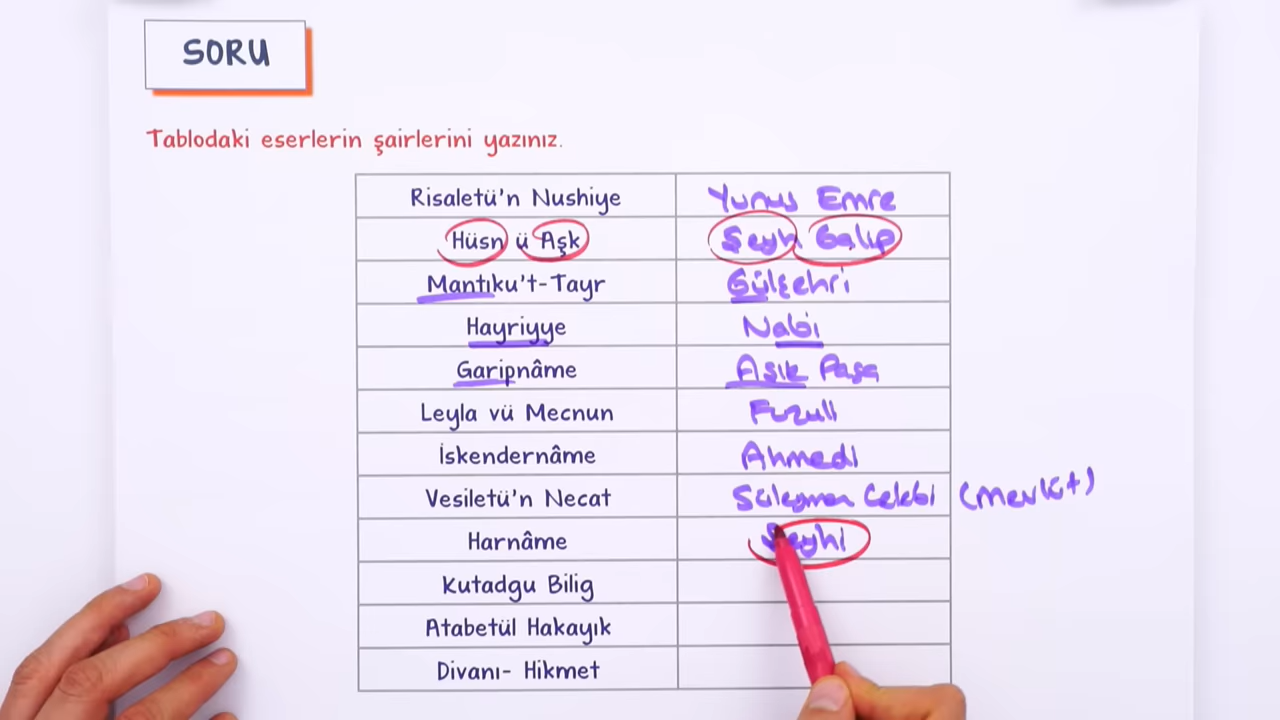 SORU
Tablodaki eserlerin şairlerini yazınız.
Risaletü'n Nushiye Yunus Emre
Hüsn ü Aşk Şeyh Galip
Mantıku't-Tayr Gülşehri
Hayriyye Nabi
Garipnâme Aşık Paşa
Leyla vü Mecnun Fuzuli
İskendernâme Ahmedi
Vesiletü'n Necat Süleyman Çelebi (Mevlüt)
Harnâme Şeyhi
Kutadgu Bilig
Atabetül Hakayık
Divanı- Hikmet